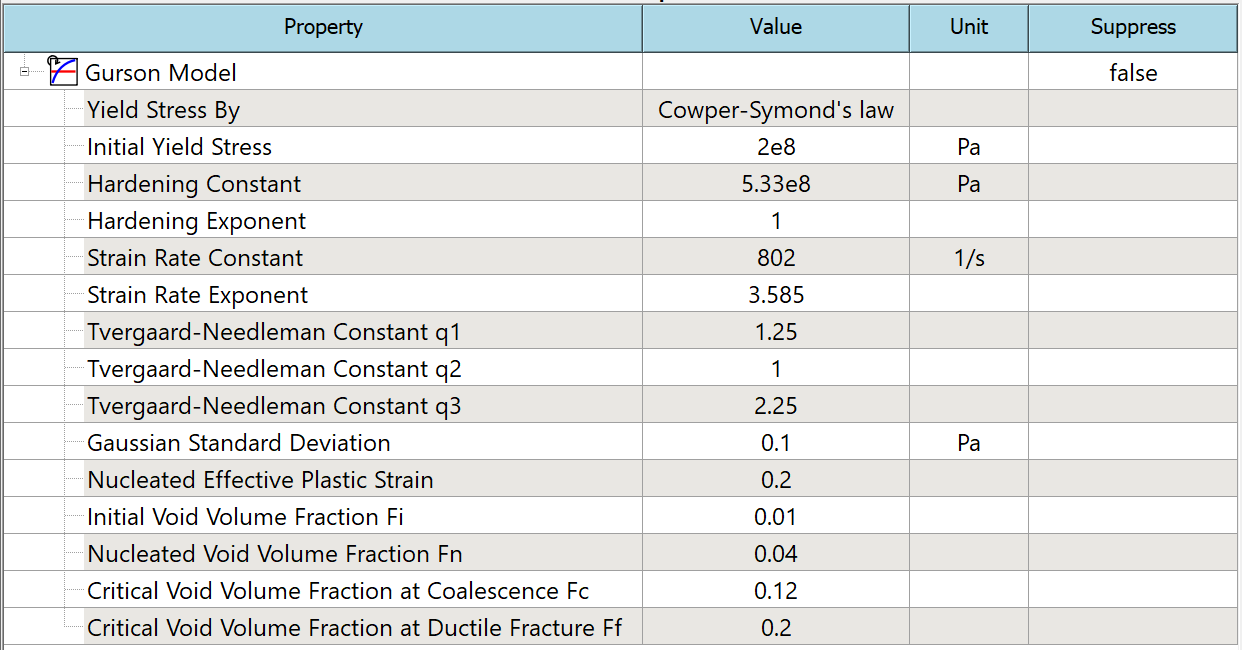 Property Value Unit Suppress
Gurson Model false
Yield Stress By Cowper-Symond's law
Initial Yield Stress 2e8 Pa
Hardening Constant 5.33e8 Pa
Hardening Exponent 1
Strain Rate Constant 802 1/s
Strain Rate Exponent 3.585
Tvergaard-Needleman Constant q1 1.25
Tvergaard-Needleman Constant q2 1
Tvergaard-Needleman Constant q3 2.25
Gaussian Standard Deviation 0.1 Pa
Nucleated Effective Plastic Strain 0.2
Initial Void Volume Fraction Fi 0.01
Nucleated Void Volume Fraction Fn 0.04
Critical Void Volume Fraction at Coalescence Fc 0.12
Critical Void Volume Fraction at Ductile Fracture Ff 0.2